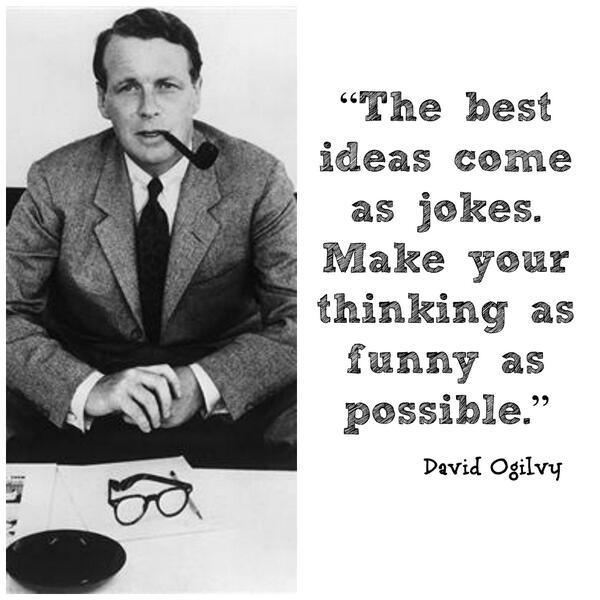 “The best
ideas come
as jokes.
Make your
thinking as
funny as
possible.”
David Ogilvy